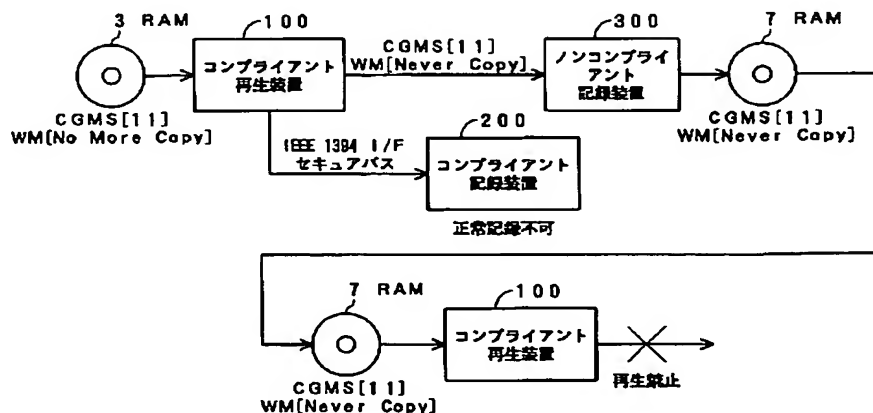 3 RAM
100
コンプライアント
再生装置
CGMS[11]
WM[No More Copy]
CGMS[11]
WM[Never Copy]
300
ノンコンプライ
アント
記録装置
7 RAM
CGMS[11]
WM[Never Copy]
IEEE 1394 I/F
セキュアバス
200
コンプライアント
記録装置
正常記録不可
7 RAM
CGMS[11]
WM[Never Copy]
100
コンプライアント
再生装置
再生禁止